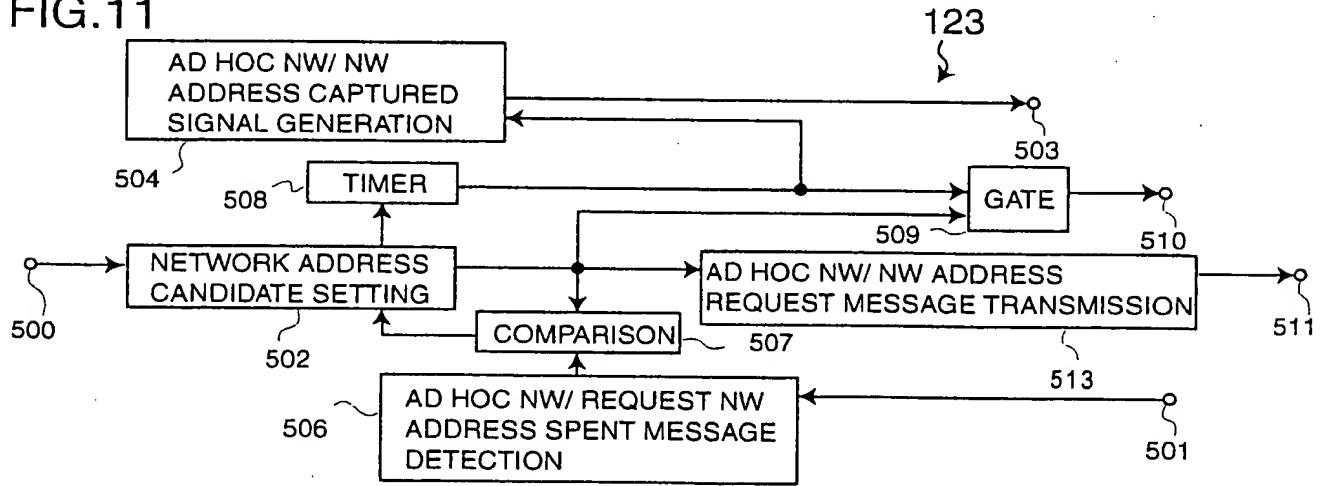 FIG.11
123
AD HOC NW/ NW
ADDRESS CAPTURED
SIGNAL GENERATION
503
504
508
TIMER
GATE
509
510
NETWORK ADDRESS
CANDIDATE SETTING
AD HOC NW/ NW ADDRESS
REQUEST MESSAGE TRANSMISSION
500
502
COMPARISON
507
511
513
506
AD HOC NW/ REQUEST NW
ADDRESS SPENT MESSAGE
DETECTION
501